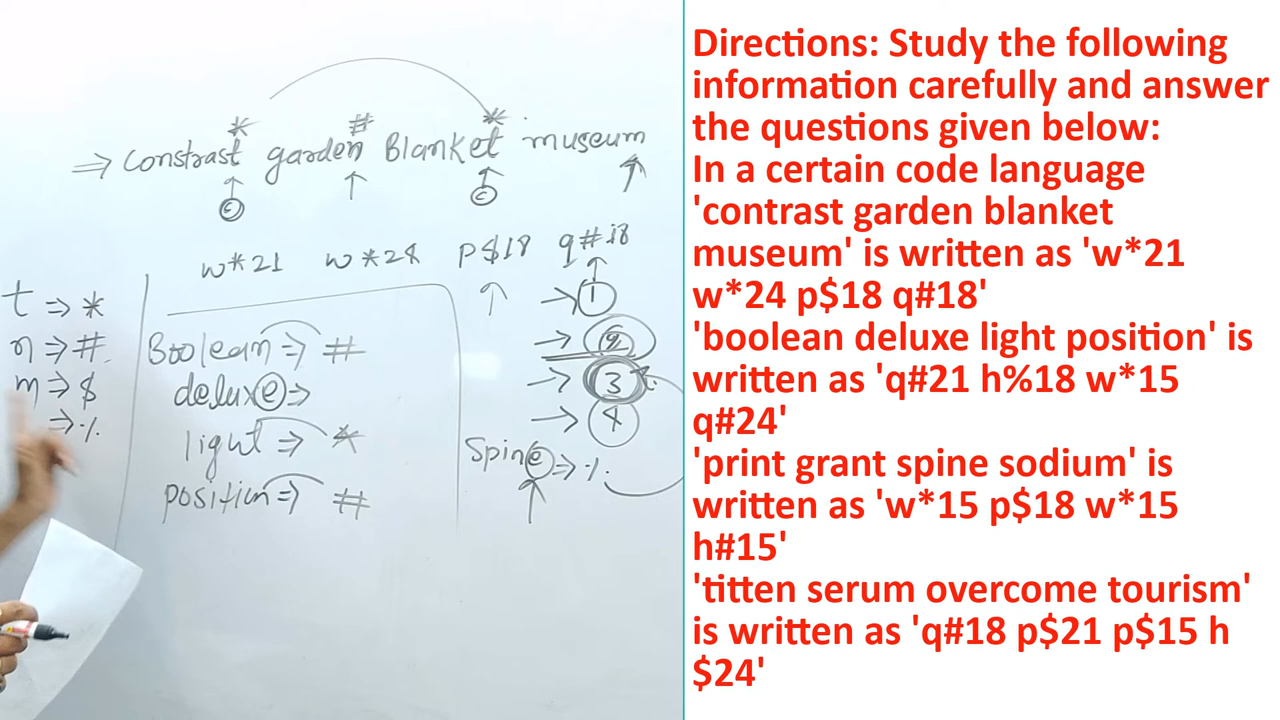 ⇒ Constrast* garden# Blanket* museum
c c
w*21 w*24 p$18 q#18
t ⇒ *
n ⇒ #
m ⇒ $
⇒ %
Boolean ⇒ #
deluxe ⇒
light ⇒ *
position ⇒ #
→ 1
→ 2
→ 3
→ 4
Spine ⇒ %
Directions: Study the following
information carefully and answer
the questions given below:
In a certain code language
'contrast garden blanket
museum' is written as 'w*21
w*24 p$18 q#18'
'boolean deluxe light position' is
written as 'q#21 h%18 w*15
q#24'
'print grant spine sodium' is
written as 'w*15 p$18 w*15
h#15'
'titten serum overcome tourism'
is written as 'q#18 p$21 p$15 h
$24'